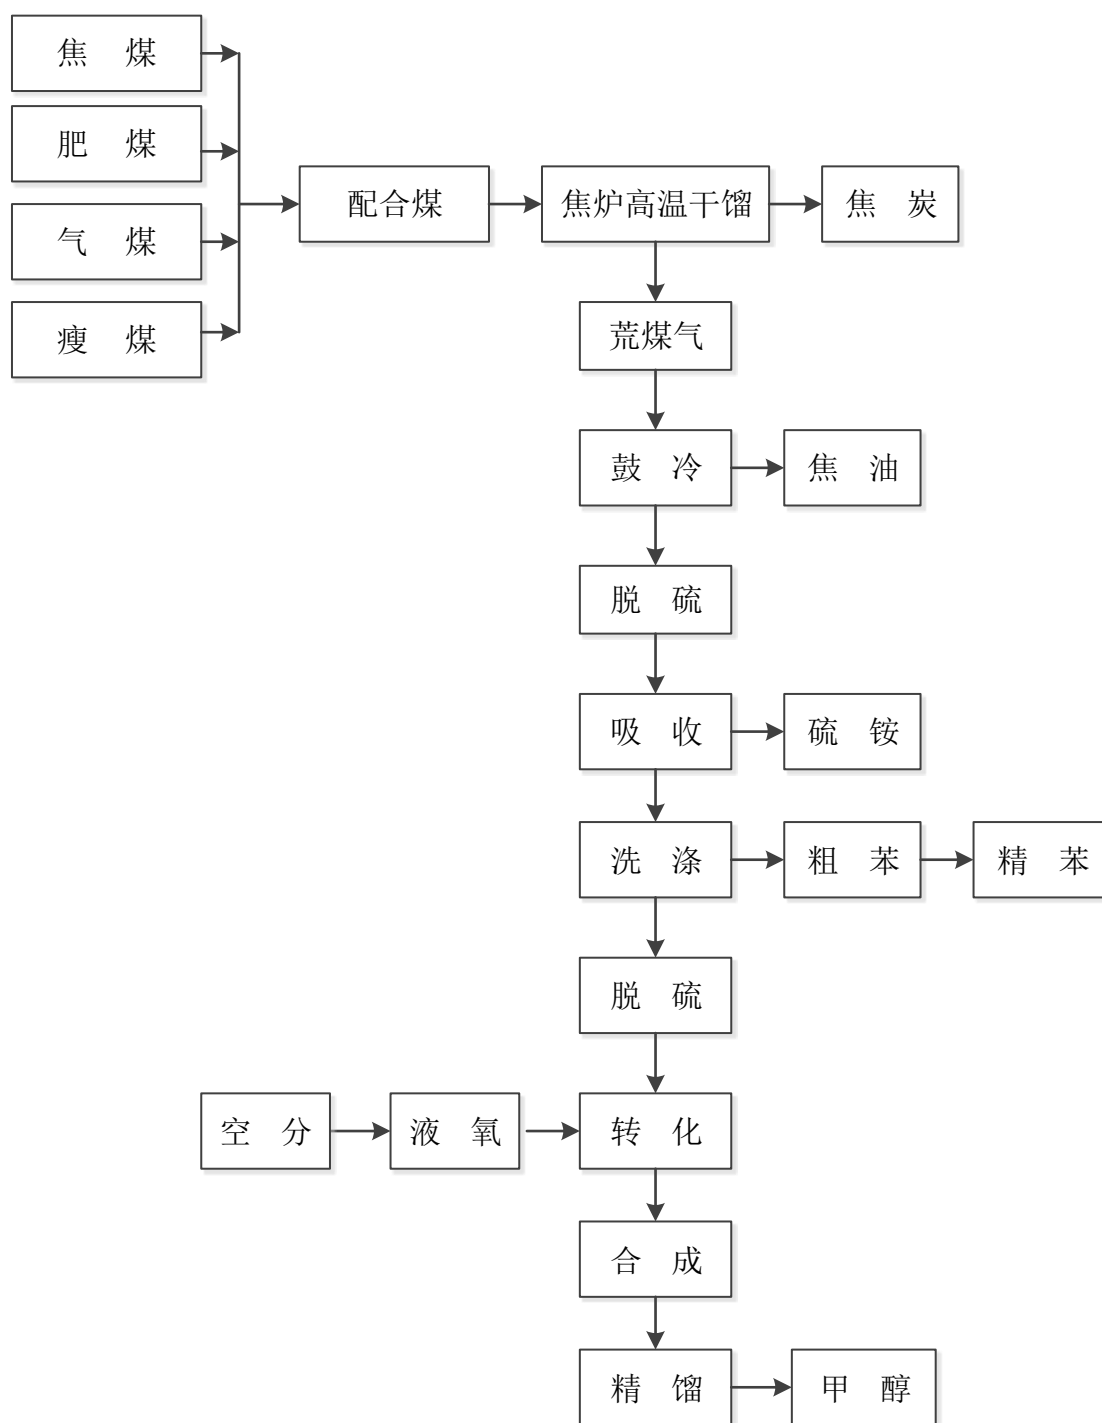 焦 煤
肥 煤
气 煤
瘦 煤
配合煤
焦炉高温干馏
焦 炭
荒煤气
鼓 冷
焦 油
脱 硫
吸 收
硫 铵
洗 涤
粗 苯
精 苯
脱 硫
空 分
液 氧
转 化
合 成
精 馏
甲 醇